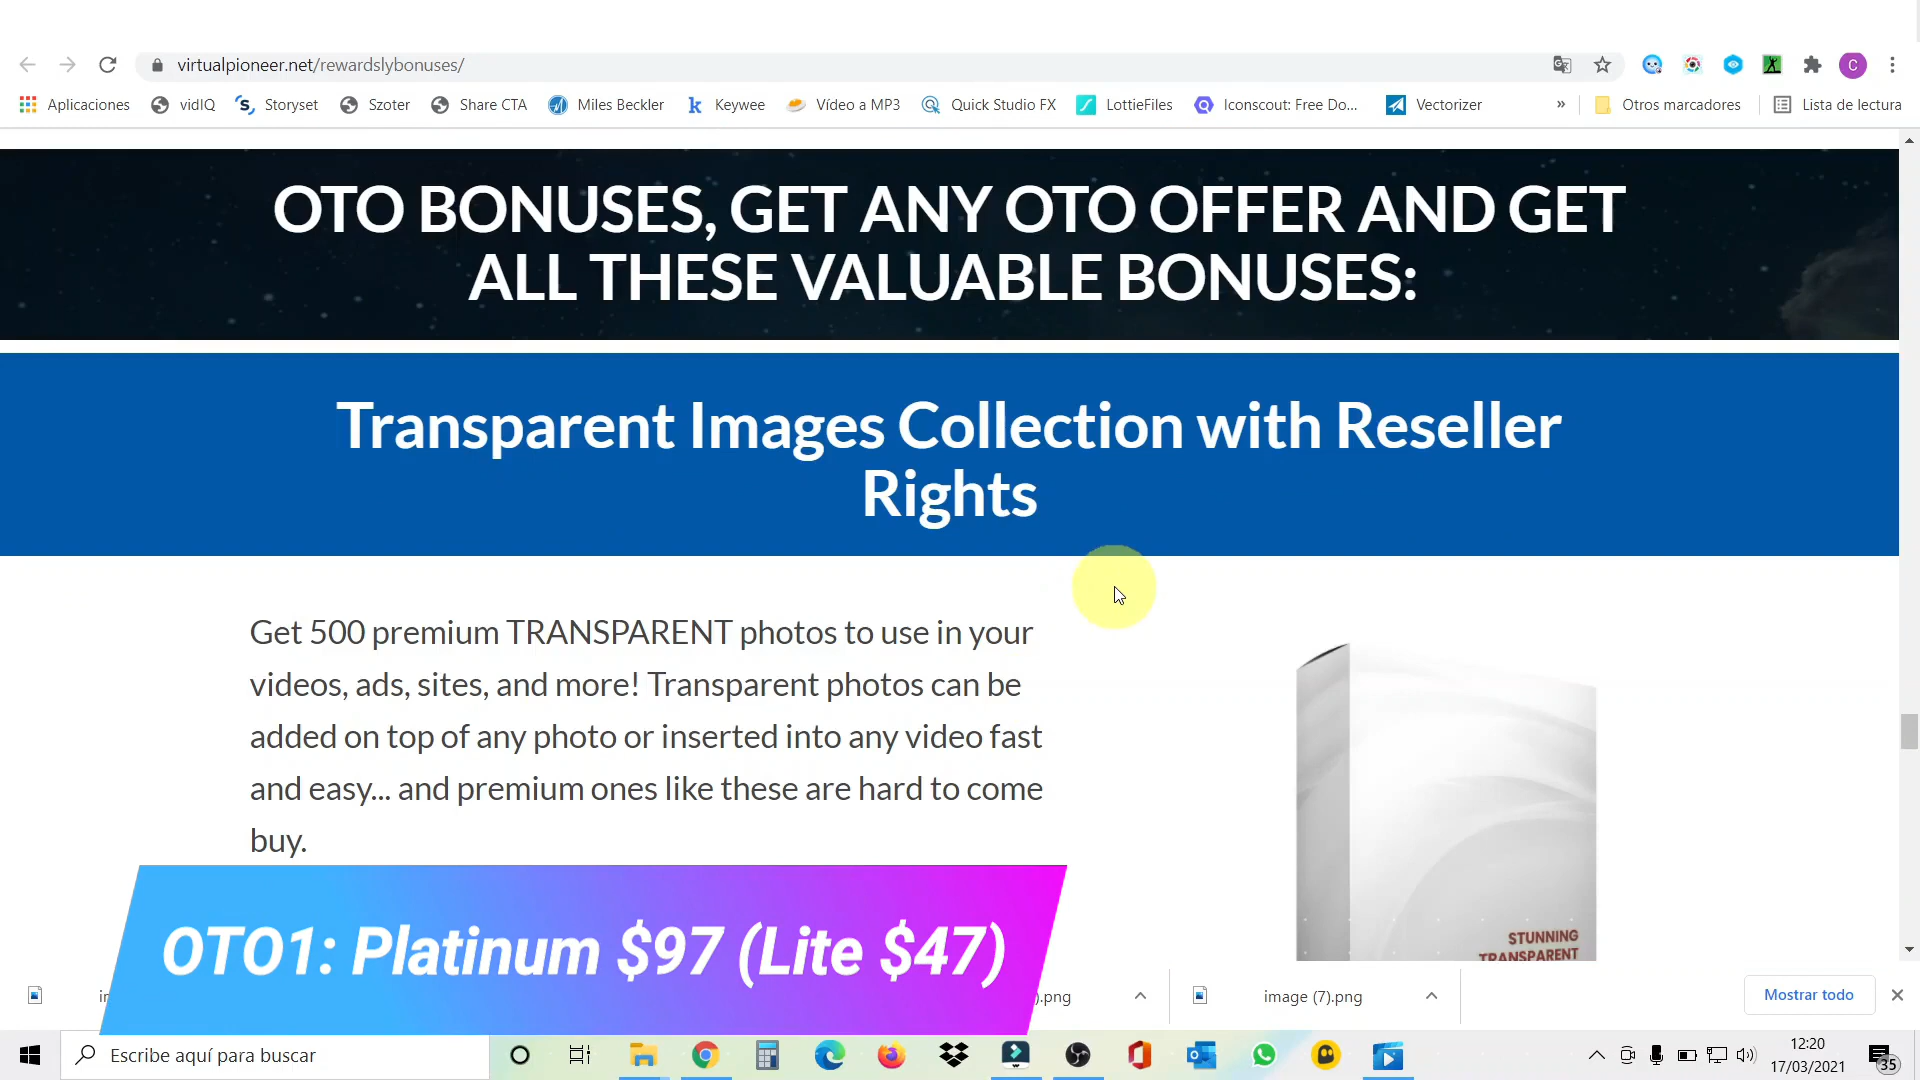 virtualpioneer.net/rewardslybonuses/
C
Aplicaciones vidIQ Storyset Szoter Share CTA Miles Beckler Keywee Vídeo a MP3 Quick Studio FX LottieFiles Iconscout: Free Do... Vectorizer » Otros marcadores Lista de lectura
OTO BONUSES, GET ANY OTO OFFER AND GET
ALL THESE VALUABLE BONUSES:
Transparent Images Collection with Reseller
Rights
Get 500 premium TRANSPARENT photos to use in your
videos, ads, sites, and more! Transparent photos can be
added on top of any photo or inserted into any video fast
and easy... and premium ones like these are hard to come
buy.
STUNNING
TRANSPARENT
OTO1: Platinum $97 (Lite $47)
).png image (7).png Mostrar todo
Escribe aquí para buscar
12:20
17/03/2021
35